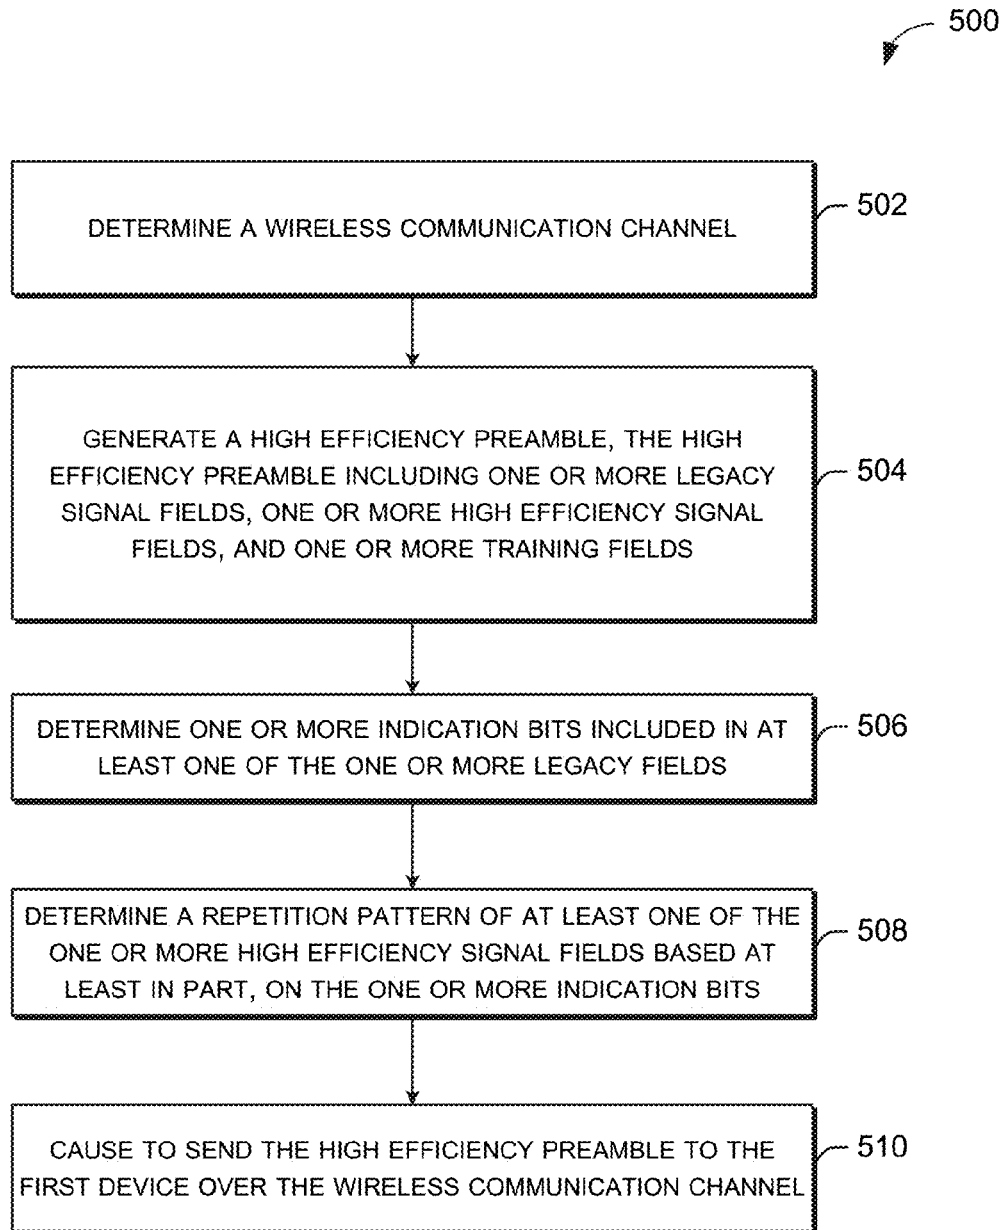 500
DETERMINE A WIRELESS COMMUNICATION CHANNEL
502
GENERATE A HIGH EFFICIENCY PREAMBLE, THE HIGH
EFFICIENCY PREAMBLE INCLUDING ONE OR MORE LEGACY
SIGNAL FIELDS, ONE OR MORE HIGH EFFICIENCY SIGNAL
FIELDS, AND ONE OR MORE TRAINING FIELDS
504
DETERMINE ONE OR MORE INDICATION BITS INCLUDED IN AT
LEAST ONE OF THE ONE OR MORE LEGACY FIELDS
506
DETERMINE A REPETITION PATTERN OF AT LEAST ONE OF THE
ONE OR MORE HIGH EFFICIENCY SIGNAL FIELDS BASED AT
LEAST IN PART, ON THE ONE OR MORE INDICATION BITS
508
CAUSE TO SEND THE HIGH EFFICIENCY PREAMBLE TO THE
FIRST DEVICE OVER THE WIRELESS COMMUNICATION CHANNEL
510